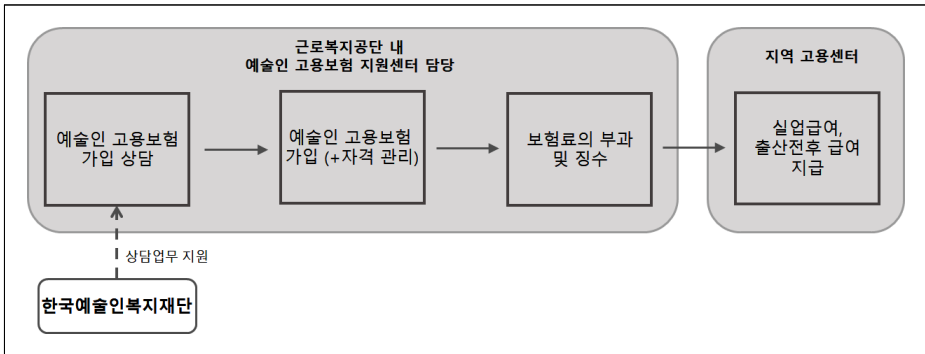 근로복지공단 내
예술인 고용보험 지원센터 담당
지역 고용센터
예술인 고용보험
가입 상담
예술인 고용보험
가입 (+자격 관리)
보험료의 부과
및 징수
실업급여,
출산전후 급여
지급
상담업무 지원
한국예술인복지재단